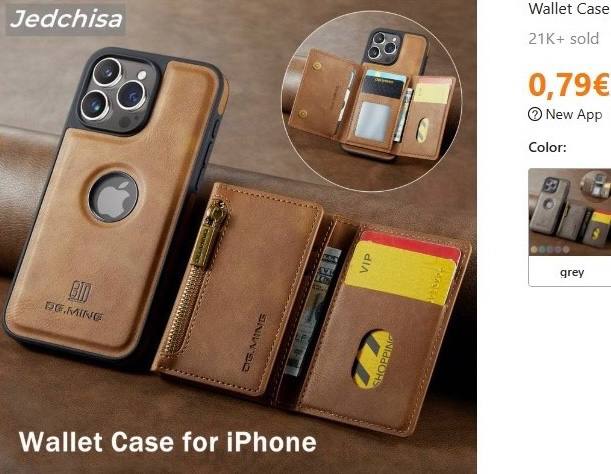 Jedchisa
Wallet Case
21K+ sold
0,79€
New App
Color:
DG.MING
DG.MING
VIP
SHOPPING
grey
Wallet Case for iPhone